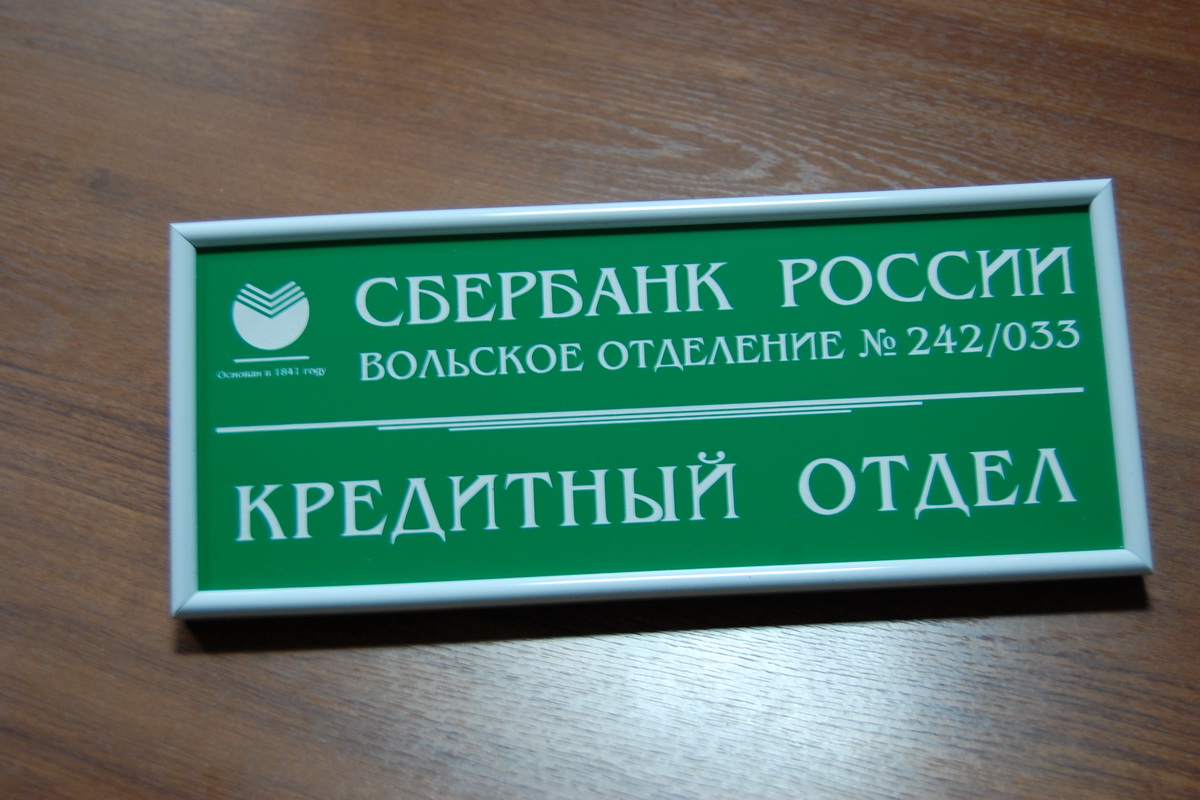 СБЕРБАНК РОССИИ
ВОЛЬСКОЕ ОТДЕЛЕНИЕ № 242/033
Основан в 1841 году
КРЕДИТНЫЙ ОТДЕЛ